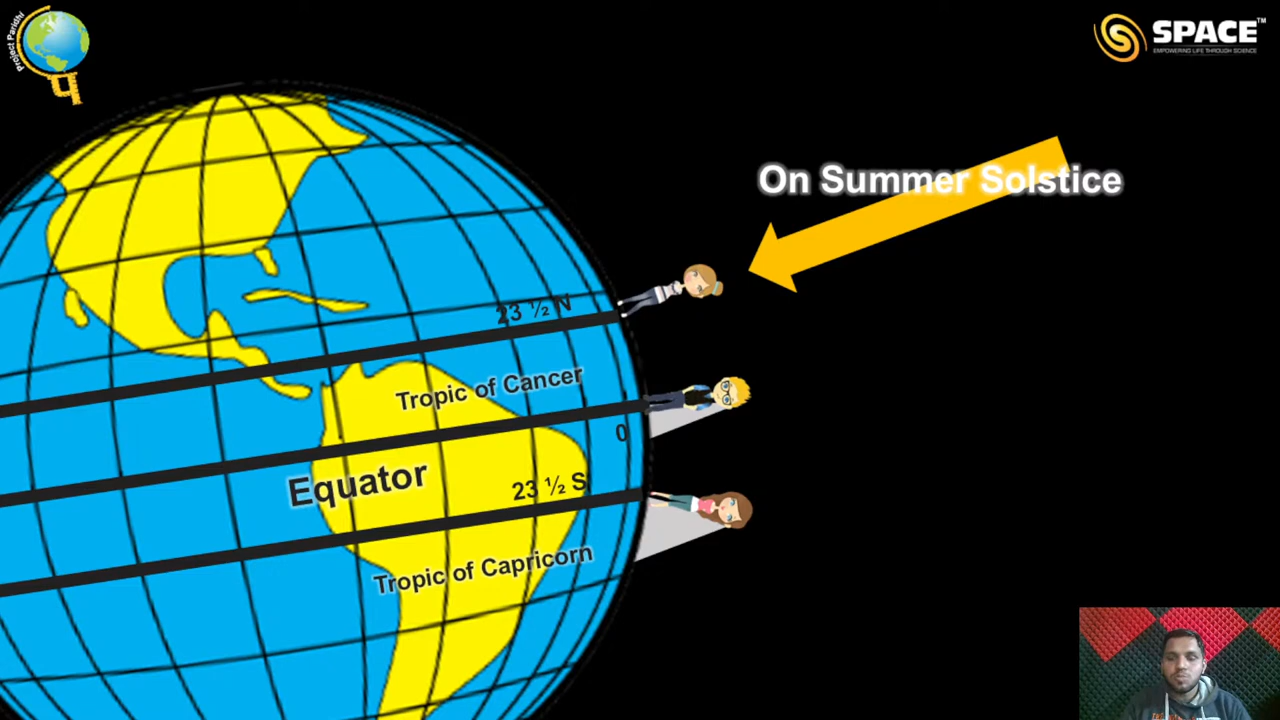 Project Paridhi
प
SPACE™
EMPOWERING LIFE THROUGH SCIENCE
On Summer Solstice
23 ½ N
Tropic of Cancer
0
Equator
23 ½ S
Tropic of Capricorn